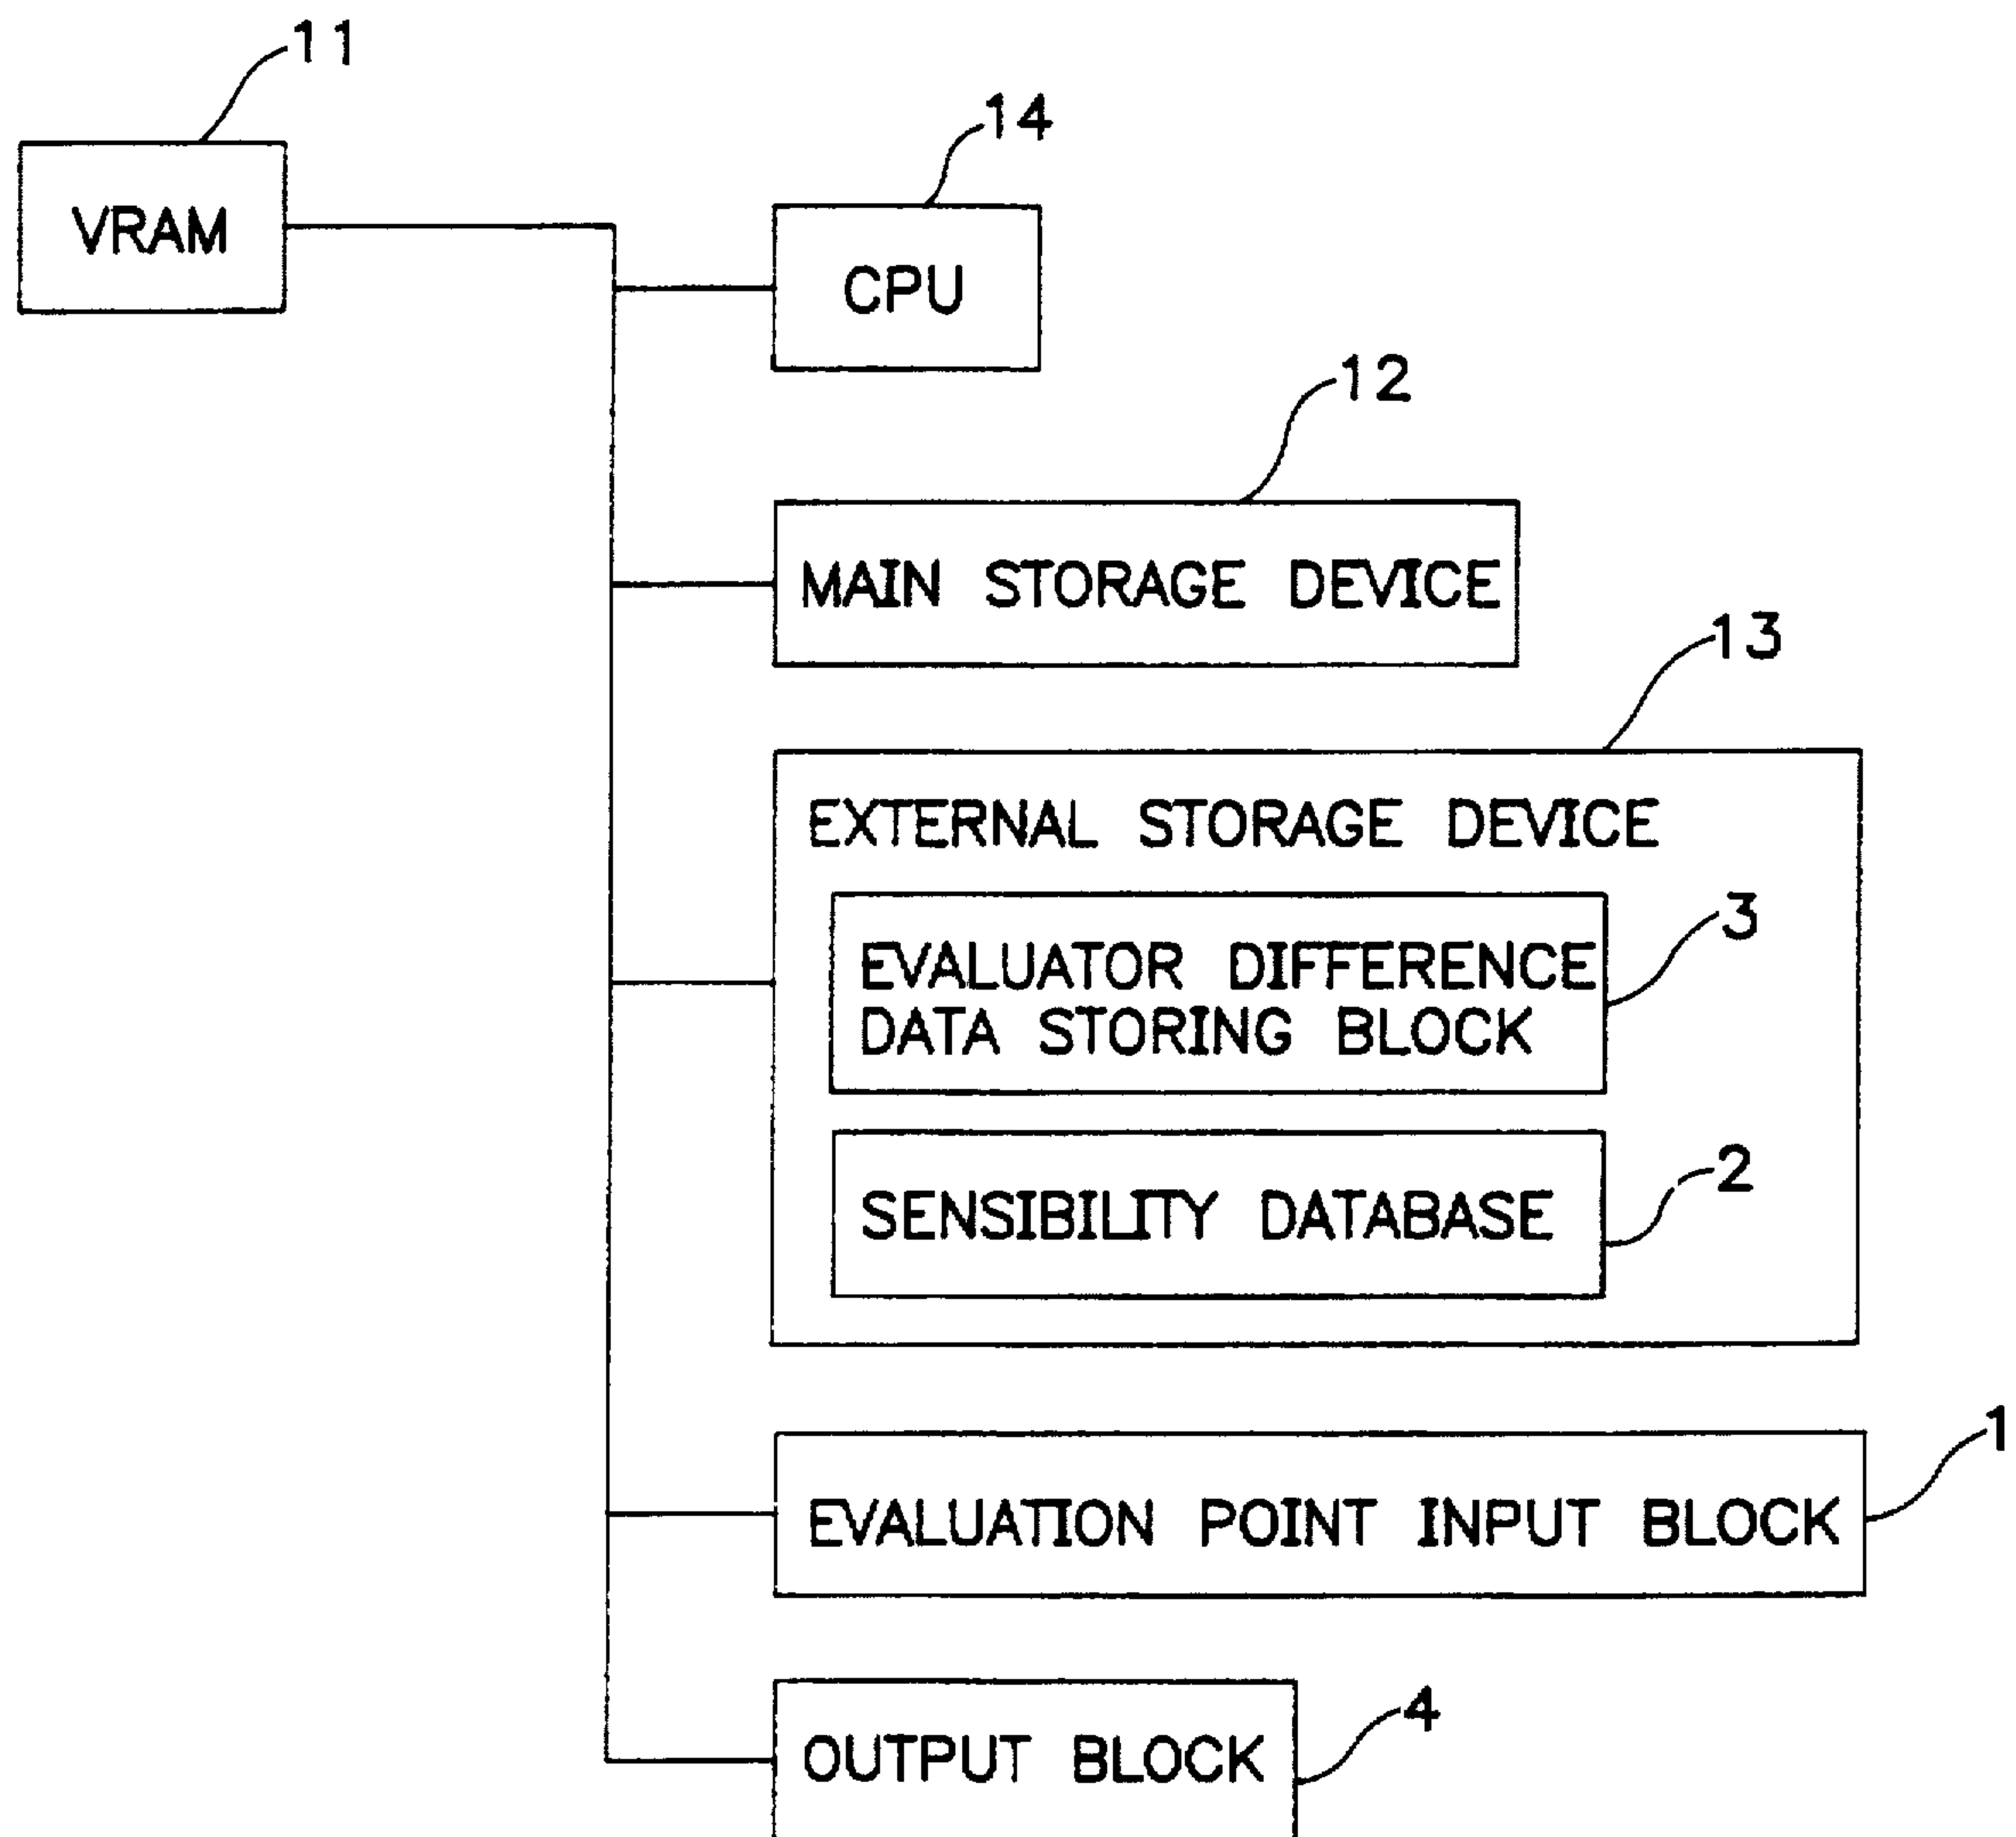 11
VRAM
14
CPU
12
MAIN STORAGE DEVICE
13
EXTERNAL STORAGE DEVICE
3
EVALUATOR DIFFERENCE
DATA STORING BLOCK
2
SENSIBILITY DATABASE
1
EVALUATION POINT INPUT BLOCK
4
OUTPUT BLOCK